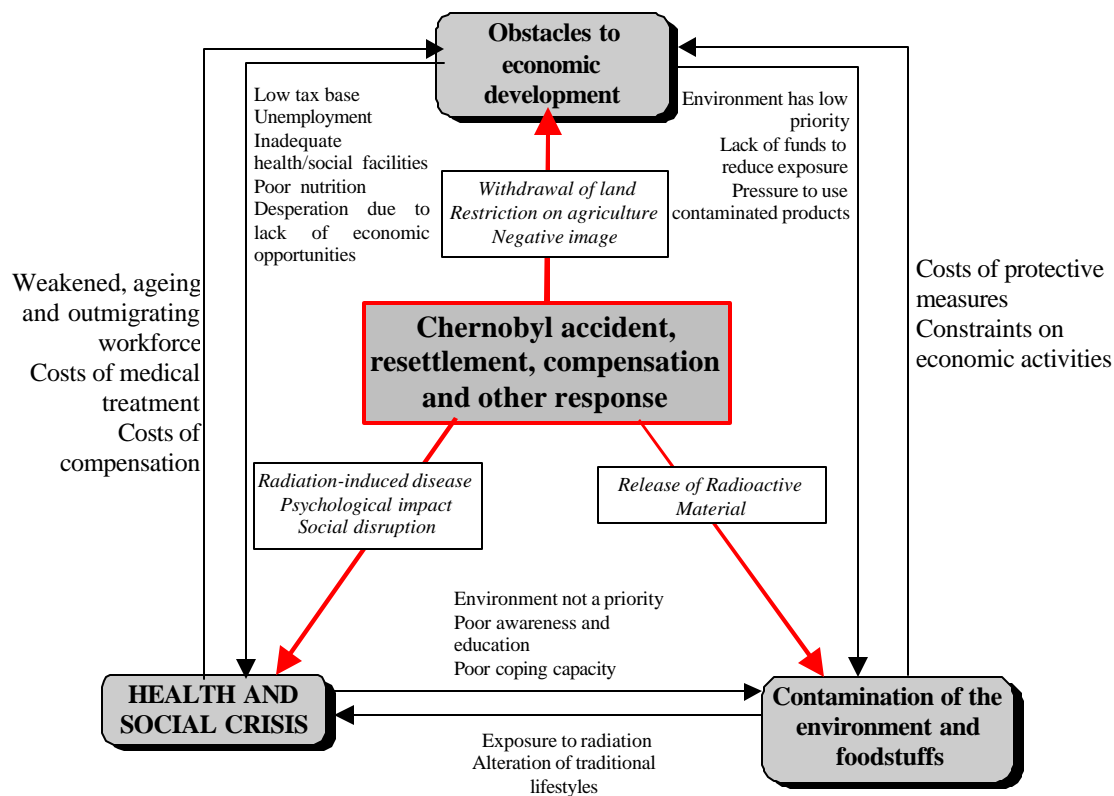 Obstacles to
economic
development
Low tax base
Unemployment
Inadequate
health/social facilities
Poor nutrition
Desperation due to
lack of economic
opportunities
Environment has low
priority
Lack of funds to
reduce exposure
Pressure to use
contaminated products
Withdrawal of land
Restriction on agriculture
Negative image
Weakened, ageing
and outmigrating
workforce
Costs of medical
treatment
Costs of
compensation
Costs of protective
measures
Constraints on
economic activities
Chernobyl accident,
resettlement, compensation
and other response
Radiation-induced disease
Psychological impact
Social disruption
Release of Radioactive
Material
Environment not a priority
Poor awareness and
education
Poor coping capacity
HEALTH AND
SOCIAL CRISIS
Contamination of the
environment and
foodstuffs
Exposure to radiation
Alteration of traditional
lifestyles